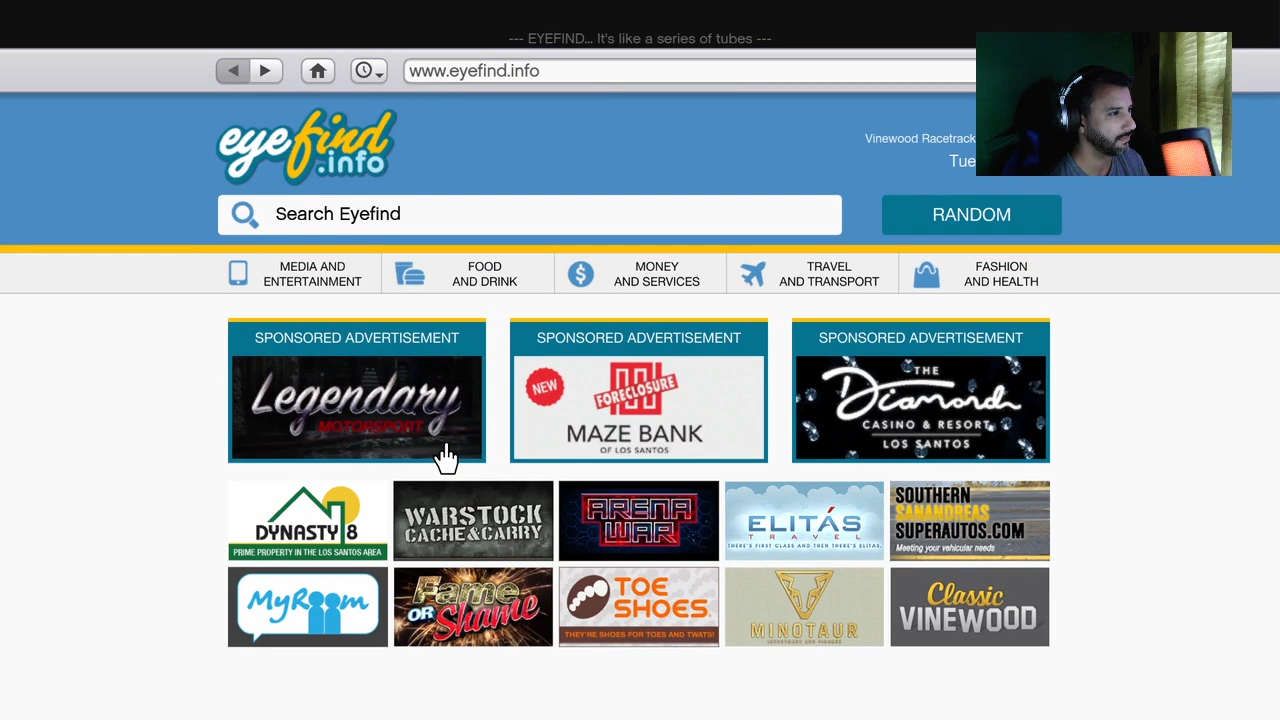 --- EYEFIND... It's like a series of tubes ---
www.eyefind.info
eyefind
.info
Vinewood Racetrack
Tue
Search Eyefind
RANDOM
MEDIA AND
ENTERTAINMENT
FOOD
AND DRINK
MONEY
AND SERVICES
TRAVEL
AND TRANSPORT
FASHION
AND HEALTH
SPONSORED ADVERTISEMENT
Legendary
MOTORSPORT
SPONSORED ADVERTISEMENT
NEW
FORECLOSURE
MAZE BANK
OF LOS SANTOS
SPONSORED ADVERTISEMENT
THE
Diamond
CASINO & RESORT
LOS SANTOS
DYNASTY 8
PRIME PROPERTY IN THE LOS SANTOS AREA
WARSTOCK
CACHE&CARRY
ARENA
WAR
ELITÁS
TRAVEL
THERE'S FIRST CLASS AND THEN THERE'S ELITAS.
SOUTHERN
SANANDREAS
SUPERAUTOS.COM
Meeting your vehicular needs
MyRoom
Fame
OR Shame
TOE
SHOES
THEY'RE SHOES FOR TOES AND TWATS!
MINOTAUR
Classic
VINEWOOD